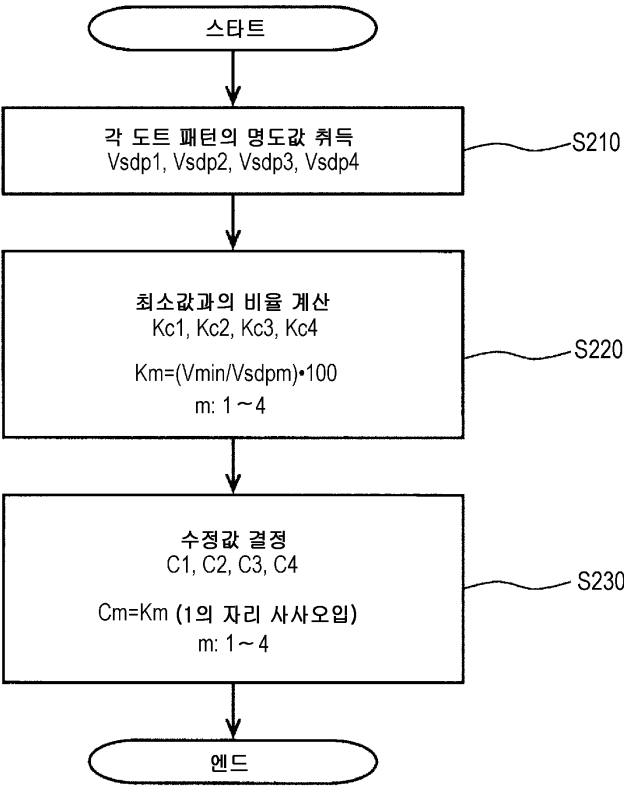 스타트
각 도트 패턴의 명도값 취득
Vsdp1, Vsdp2, Vsdp3, Vsdp4
S210
최소값과의 비율 계산
Kc1, Kc2, Kc3, Kc4
Km=(Vmin/Vsdpm)•100
m: 1～4
S220
수정값 결정
C1, C2, C3, C4
Cm=Km (1의 자리 사사오입)
m: 1～4
S230
엔드